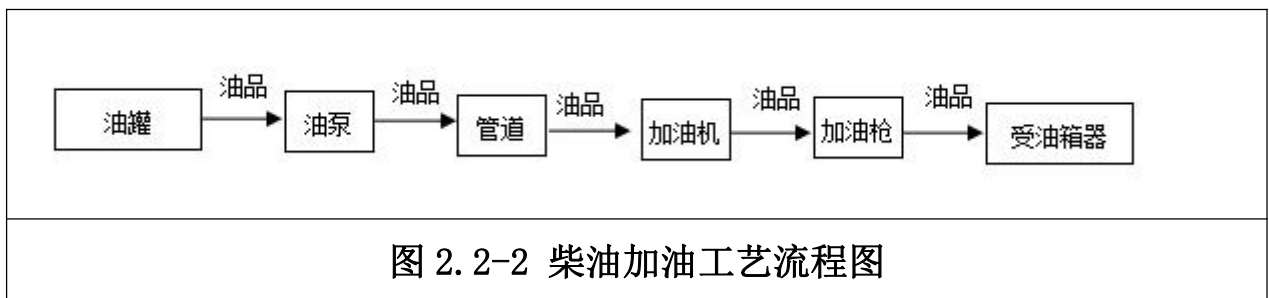 油品 油品 油品 油品 油品
油罐 油泵 管道 加油机 加油枪 受油箱器
图 2.2-2 柴油加油工艺流程图